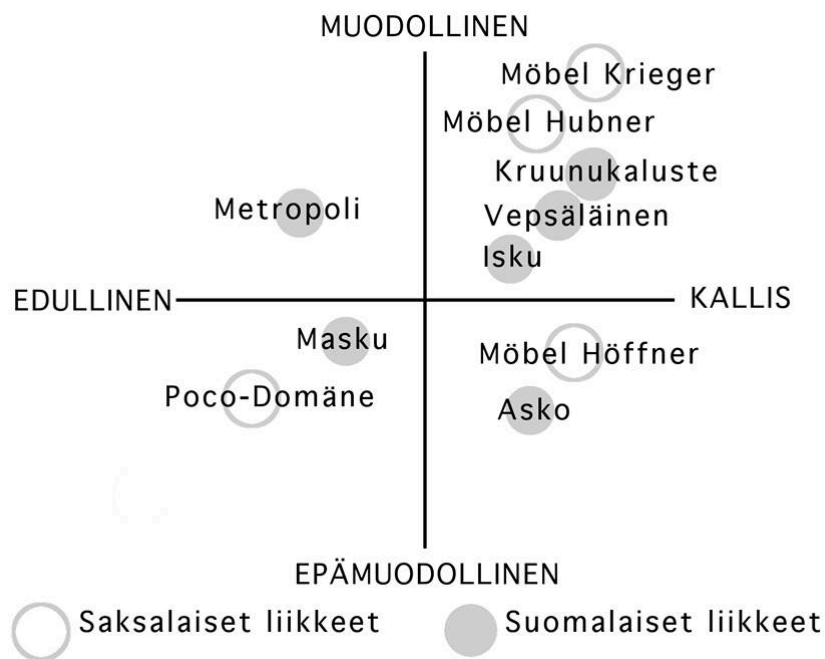 MUODOLLINEN
Möbel Krieger
Möbel Hubner
Kruunukaluste
Metropoli
Vepsäläinen
Isku
EDULLINEN
KALLIS
Masku
Möbel Höffner
Poco-Domäne
Asko
EPÄMUODOLLINEN
Saksalaiset liikkeet
Suomalaiset liikkeet